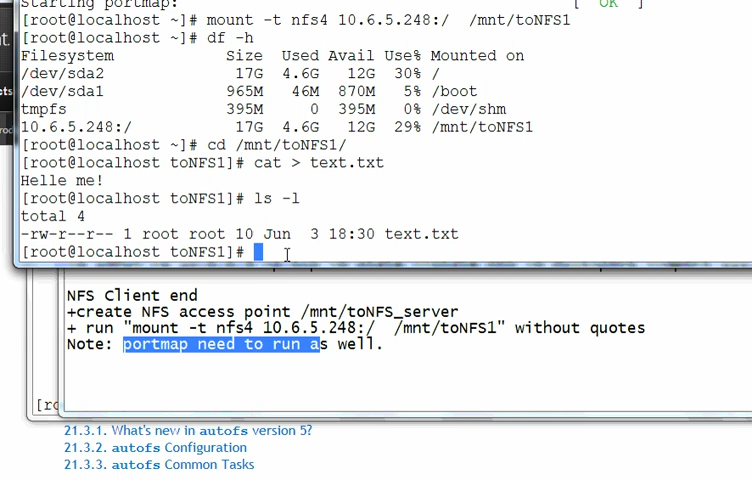 Starting portmap: [ OK ]
[root@localhost ~]# mount -t nfs4 10.6.5.248:/ /mnt/toNFS1
[root@localhost ~]# df -h
Filesystem Size Used Avail Use% Mounted on
/dev/sda2 17G 4.6G 12G 30% /
/dev/sda1 965M 46M 870M 5% /boot
tmpfs 395M 0 395M 0% /dev/shm
10.6.5.248:/ 17G 4.6G 12G 29% /mnt/toNFS1
[root@localhost ~]# cd /mnt/toNFS1/
[root@localhost toNFS1]# cat > text.txt
Helle me!
[root@localhost toNFS1]# ls -l
total 4
-rw-r--r-- 1 root root 10 Jun 3 18:30 text.txt
[root@localhost toNFS1]#
NFS Client end
+create NFS access point /mnt/toNFS_server
+ run "mount -t nfs4 10.6.5.248:/ /mnt/toNFS1" without quotes
Note: portmap need to run as well.
[ro
21.3.1. What's new in autofs version 5?
21.3.2. autofs Configuration
21.3.3. autofs Common Tasks